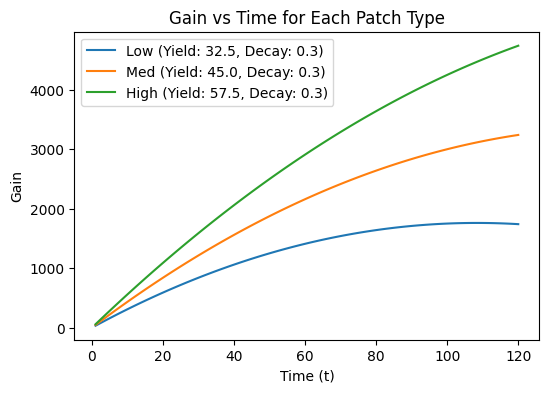 Gain vs Time for Each Patch Type
Low (Yield: 32.5, Decay: 0.3)
Med (Yield: 45.0, Decay: 0.3)
High (Yield: 57.5, Decay: 0.3)
Gain
4000
3000
2000
1000
0
0 20 40 60 80 100 120
Time (t)